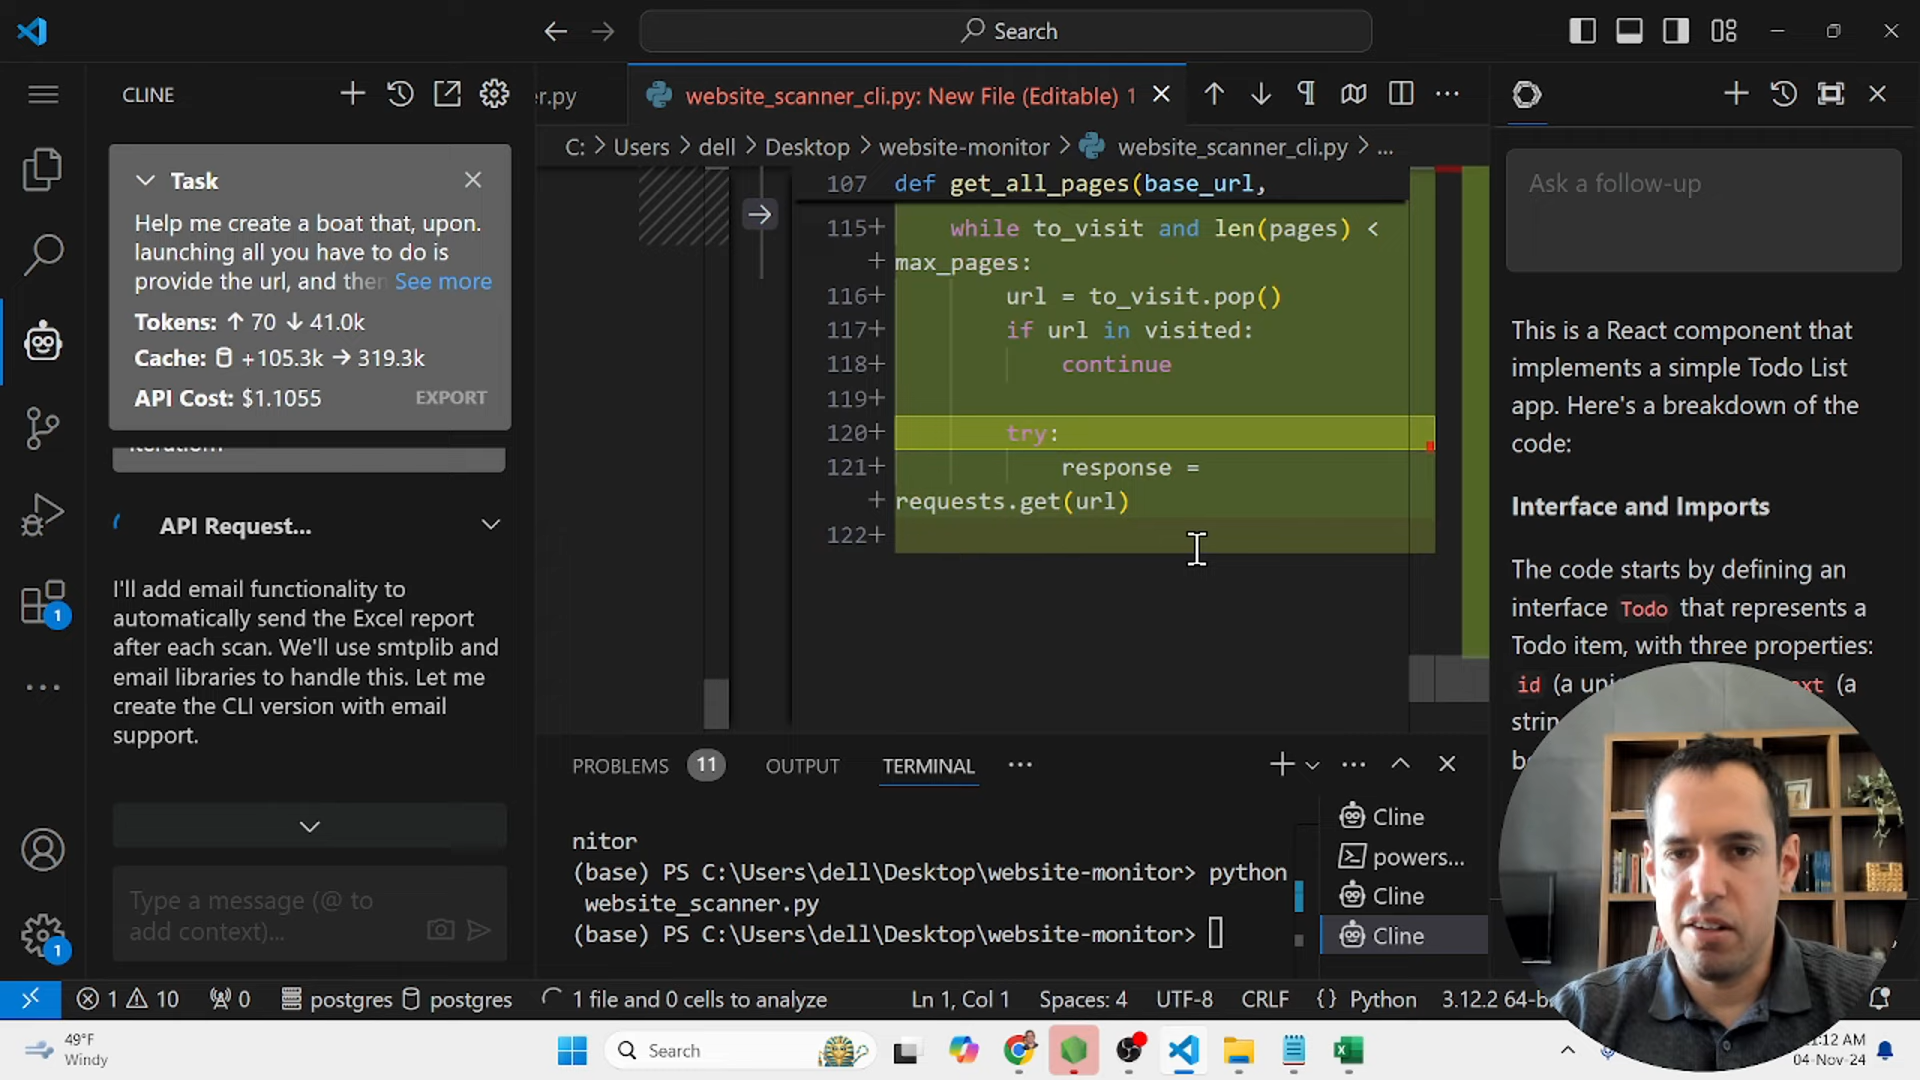 Search
CLINE
er.py
website_scanner_cli.py: New File (Editable) 1
C: > Users > dell > Desktop > website-monitor > website_scanner_cli.py > ...
Task
Help me create a boat that, upon.
launching all you have to do is
provide the url, and then See more
Tokens: ↑ 70 ↓ 41.0k
Cache: +105.3k → 319.3k
API Cost: $1.1055
EXPORT
iteration.
API Request...
I'll add email functionality to
automatically send the Excel report
after each scan. We'll use smtplib and
email libraries to handle this. Let me
create the CLI version with email
support.
Type a message (@ to
add context)...
107 def get_all_pages(base_url,
115+ while to_visit and len(pages) <
+ max_pages:
116+ url = to_visit.pop()
117+ if url in visited:
118+ continue
119+
120+ try:
121+ response =
+ requests.get(url)
122+
PROBLEMS 11 OUTPUT TERMINAL
nitor
(base) PS C:\Users\dell\Desktop\website-monitor> python
website_scanner.py
(base) PS C:\Users\dell\Desktop\website-monitor>
Cline
powers...
Cline
Cline
Ask a follow-up
This is a React component that
implements a simple Todo List
app. Here's a breakdown of the
code:
Interface and Imports
The code starts by defining an
interface Todo that represents a
Todo item, with three properties:
id (a uni
xt (a
strin
b
1
1
1 10 0 postgres postgres 1 file and 0 cells to analyze Ln 1, Col 1 Spaces: 4 UTF-8 CRLF {} Python 3.12.2 64-b
49°F
Windy
Search
:12 AM
04-Nov-24